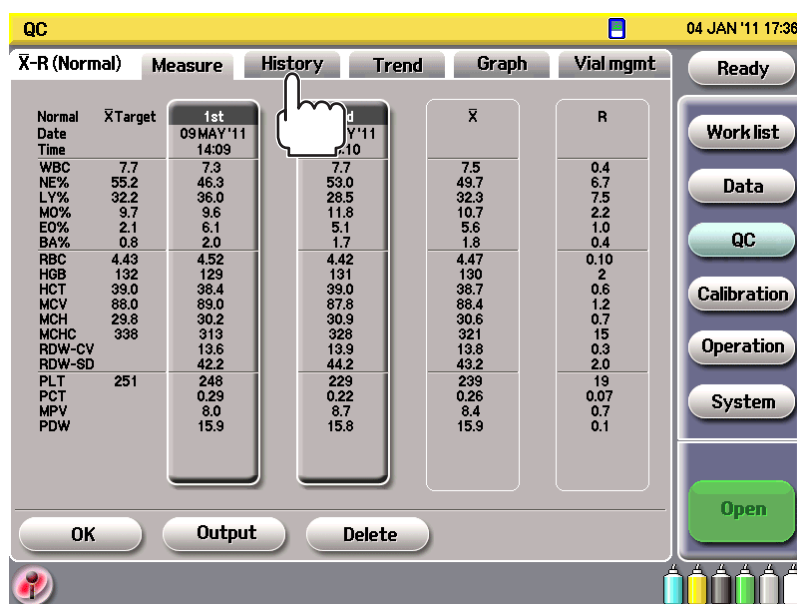 QC
04 JAN '11 17:36
X̄-R (Normal) Measure History Trend Graph Vial mgmt
Ready
Normal X̄Target 1st X̄ R
Date 09MAY'11 Y'11
Time 14:09 10
WBC 7.7 7.3 7.7 7.5 0.4
NE% 55.2 46.3 53.0 49.7 6.7
LY% 32.2 36.0 28.5 32.3 7.5
MO% 9.7 9.6 11.8 10.7 2.2
EO% 2.1 6.1 5.1 5.6 1.0
BA% 0.8 2.0 1.7 1.8 0.4
RBC 4.43 4.52 4.42 4.47 0.10
HGB 132 129 131 130 2
HCT 39.0 38.4 39.0 38.7 0.6
MCV 88.0 89.0 87.8 88.4 1.2
MCH 29.8 30.2 30.9 30.6 0.7
MCHC 338 313 328 321 15
RDW-CV 13.6 13.9 13.8 0.3
RDW-SD 42.2 44.2 43.2 2.0
PLT 251 248 229 239 19
PCT 0.29 0.22 0.26 0.07
MPV 8.0 8.7 8.4 0.7
PDW 15.9 15.8 15.9 0.1
Work list
Data
QC
Calibration
Operation
System
Open
OK Output Delete